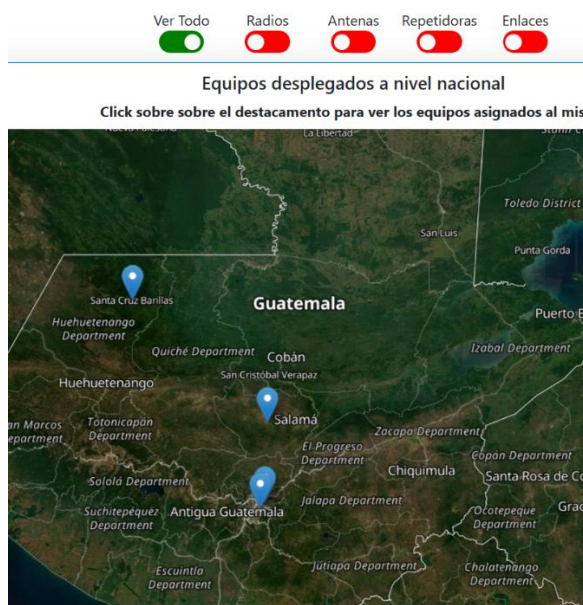 Ver Todo Radios Antenas Repetidoras Enlaces
Equipos desplegados a nivel nacional
Click sobre sobre el destacamento para ver los equipos asignados al mis
La Libertad
Toledo District
San Luis
Punta Gorda
Santa Cruz Barillas
Guatemala
Puerto B
Huehuetenango
Department
Quiché Department
Izabal Department
Cobán
San Cristóbal Verapaz
Huehuetenango
Salamá
an Marcos
epartment
Totonicapán
Department
Zacapa Department
El Progreso
Department
Chiquimula
Copán Department
Santa Rosa de Co
Sololá Department
Jalapa Department
Suchitepéquez
Department
Antigua Guatemala
Ocotepeque
Department
Grac
Escuintla
Department
Jutiapa Department
Chalatenango
Department